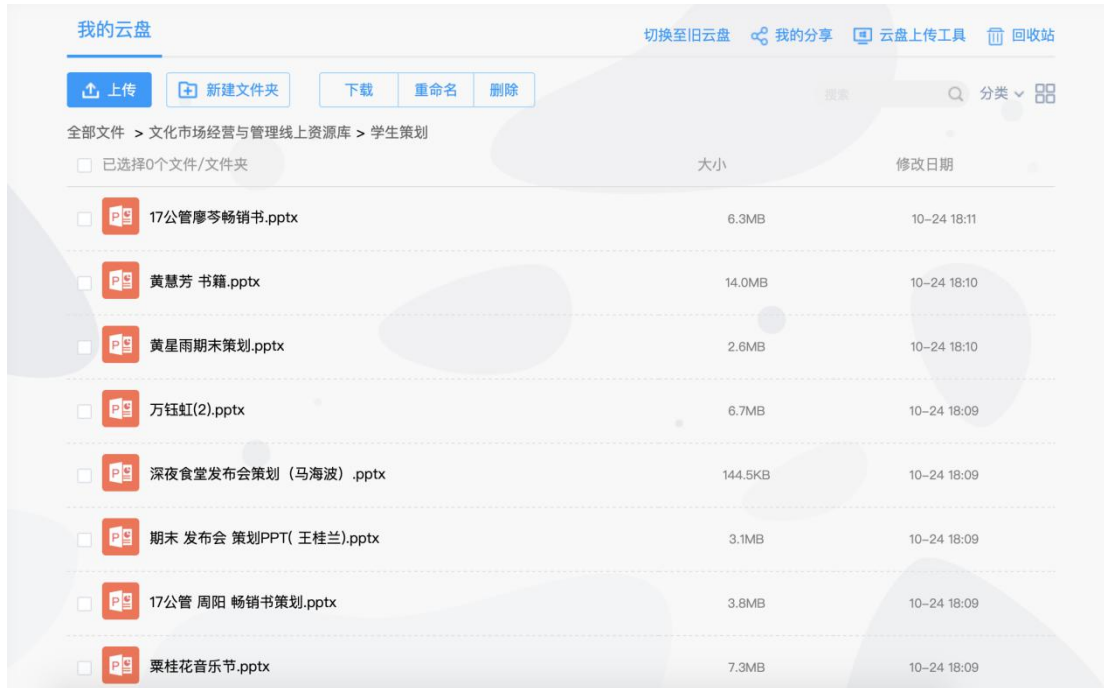 我的云盘 切换至旧云盘 我的分享 云盘上传工具 回收站
上传 新建文件夹 下载 重命名 删除 搜索 分类
全部文件 > 文化市场经营与管理线上资源库 > 学生策划
已选择0个文件/文件夹 大小 修改日期
17公管廖芩畅销书.pptx 6.3MB 10-24 18:11
黄慧芳 书籍.pptx 14.0MB 10-24 18:10
黄星雨期末策划.pptx 2.6MB 10-24 18:10
万钰虹(2).pptx 6.7MB 10-24 18:09
深夜食堂发布会策划（马海波）.pptx 144.5KB 10-24 18:09
期末 发布会 策划PPT( 王桂兰).pptx 3.1MB 10-24 18:09
17公管 周阳 畅销书策划.pptx 3.8MB 10-24 18:09
粟桂花音乐节.pptx 7.3MB 10-24 18:09